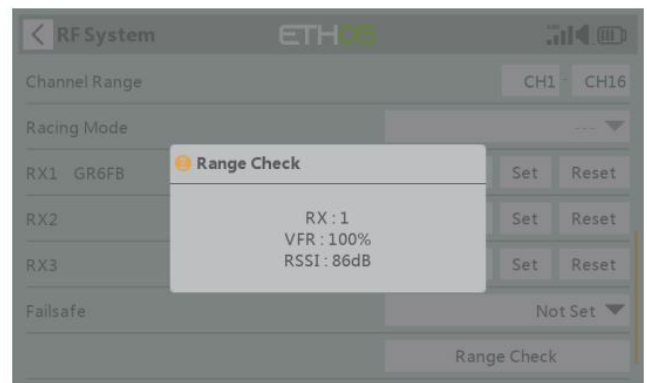 RF System
ETHOS
Channel Range
CH1 - CH16
Racing Mode
---
RX1 GR6FB
Set Reset
Range Check
RX : 1
VFR : 100%
RSSI : 86dB
RX2
Set Reset
RX3
Set Reset
Failsafe
Not Set
Range Check